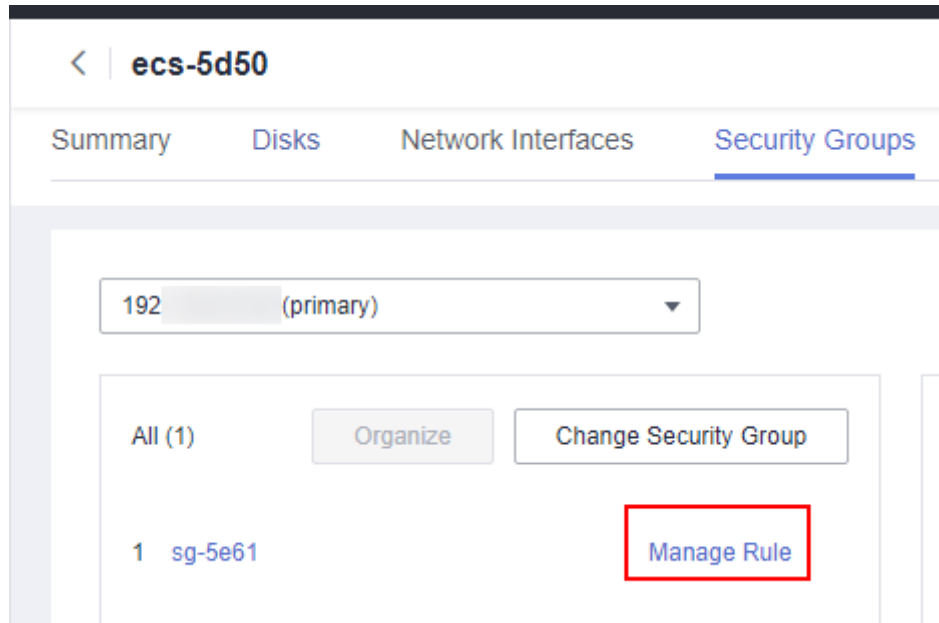 < ecs-5d50
Summary Disks Network Interfaces Security Groups
192 (primary)
All (1) Organize Change Security Group
1 sg-5e61 Manage Rule